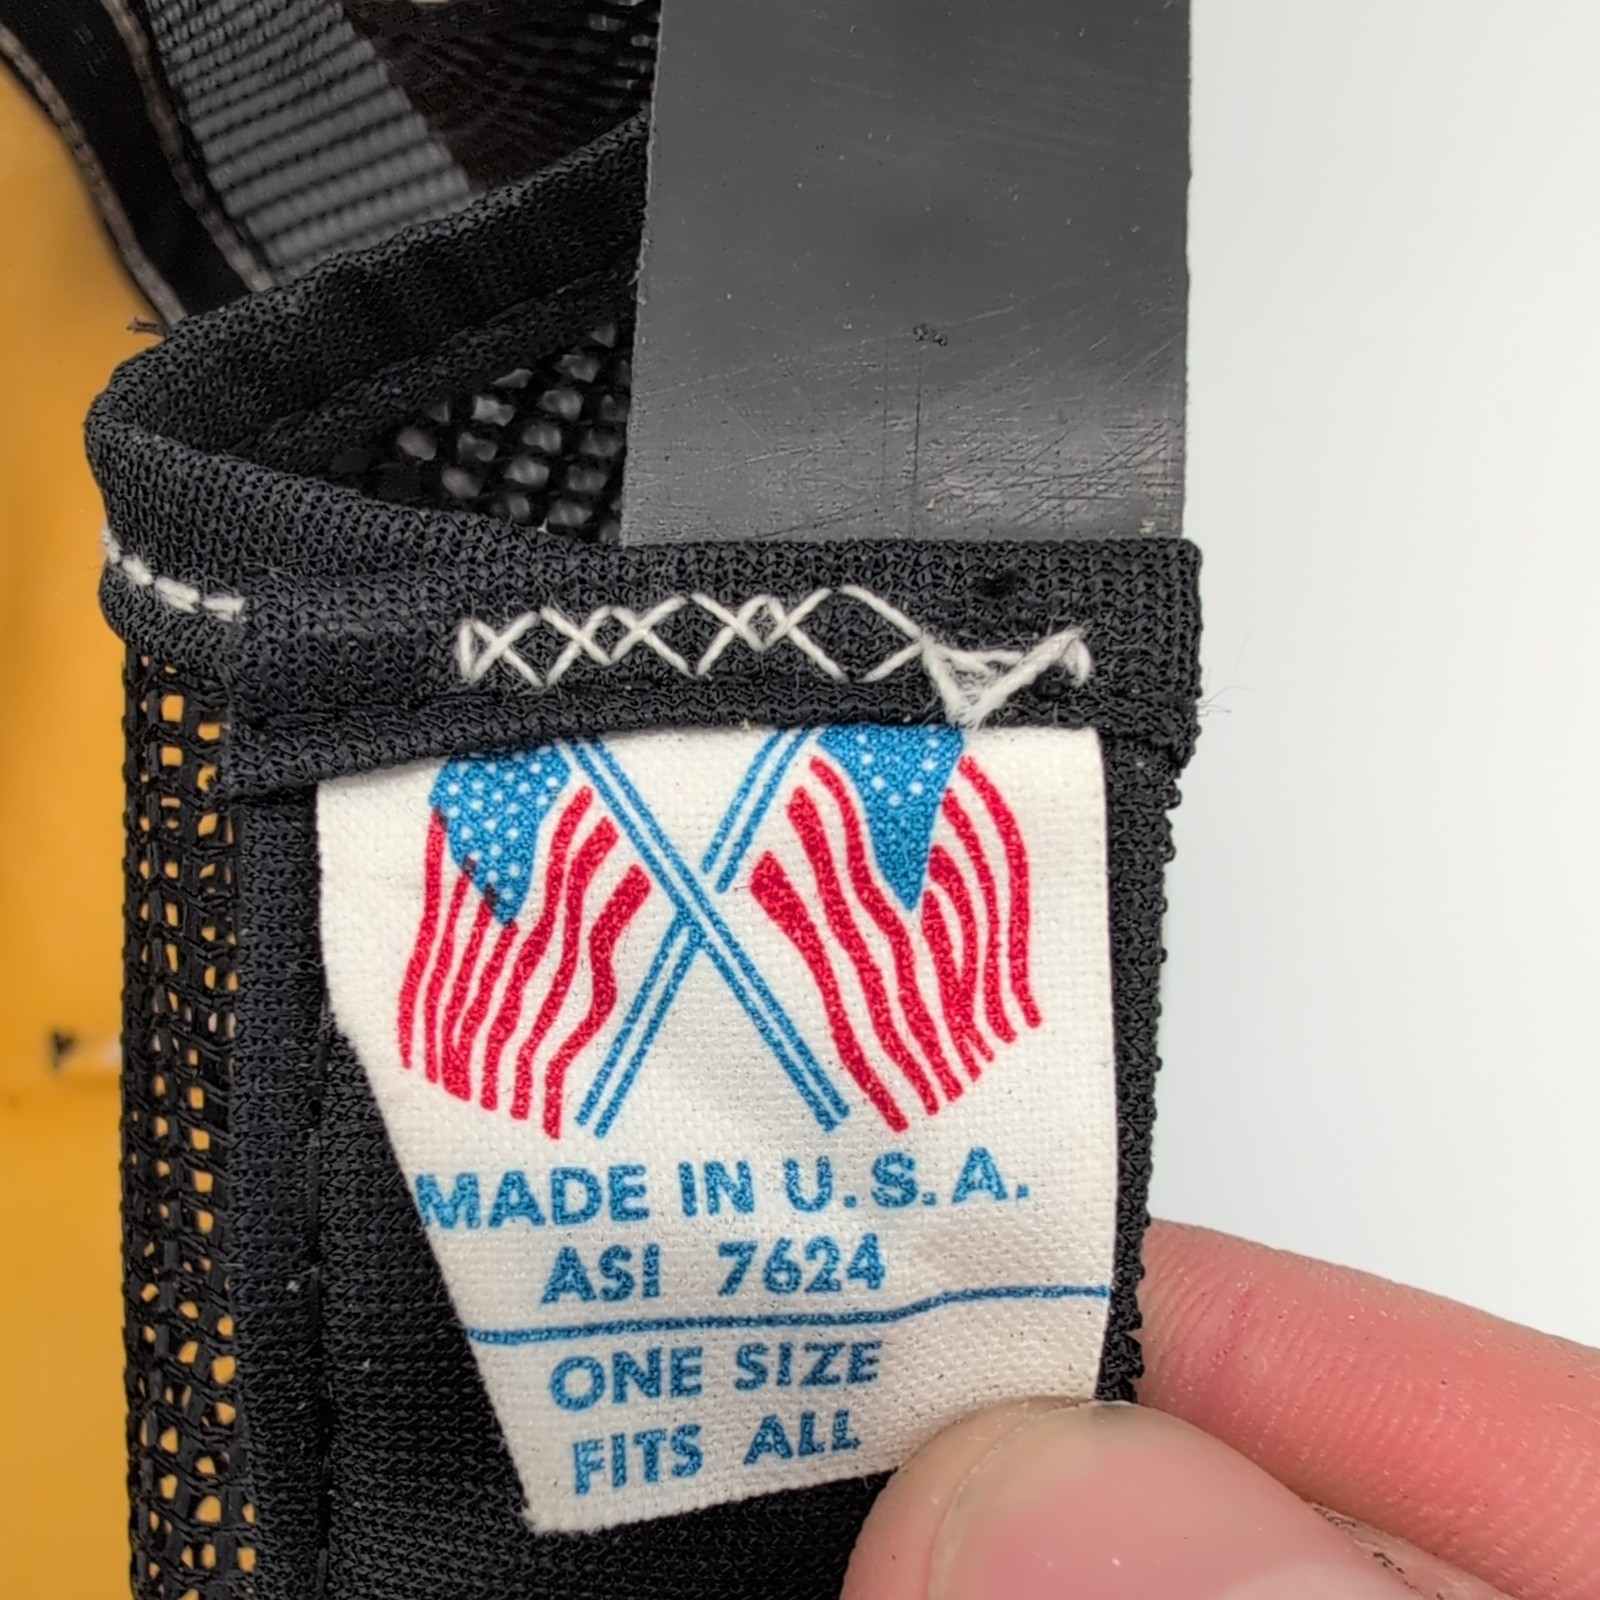 MADE IN U.S.A.
ASI 7624
ONE SIZE
FITS ALL